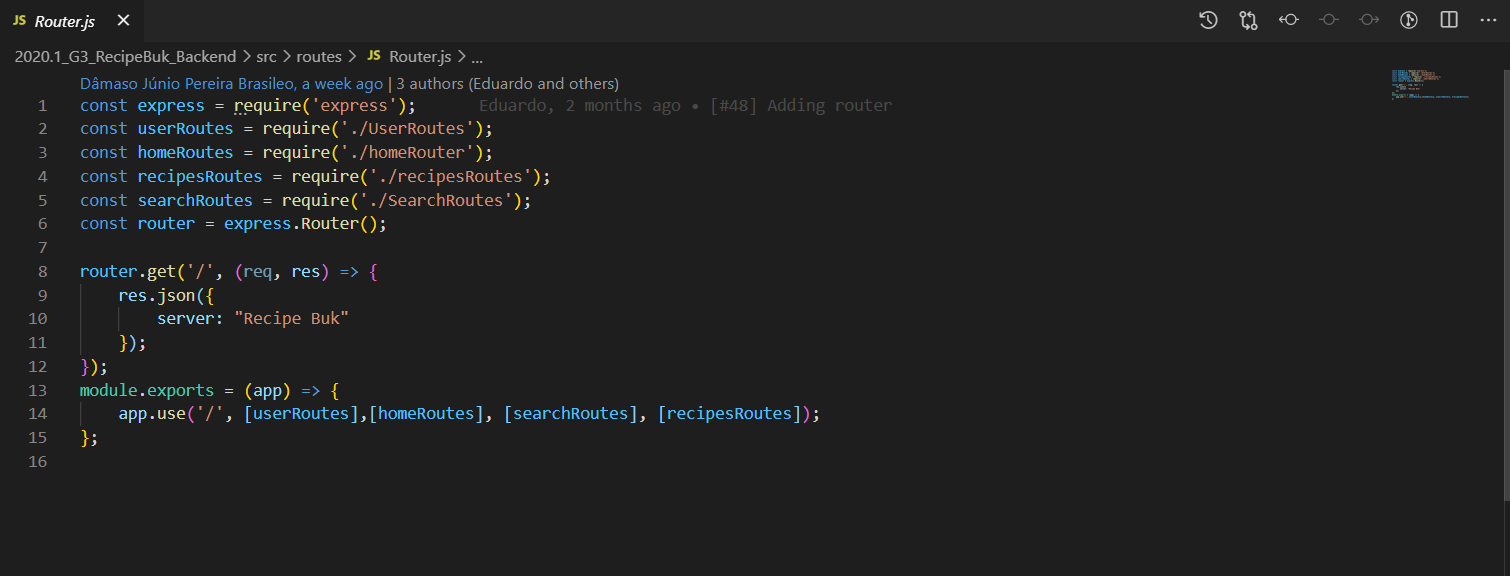 JS Router.js
2020.1_G3_RecipeBuk_Backend > src > routes > JS Router.js > ...
Dâmaso Júnio Pereira Brasileo, a week ago | 3 authors (Eduardo and others)
1 const express = require('express'); Eduardo, 2 months ago • [#48] Adding router
2 const userRoutes = require('./UserRoutes');
3 const homeRoutes = require('./homeRouter');
4 const recipesRoutes = require('./recipesRoutes');
5 const searchRoutes = require('./SearchRoutes');
6 const router = express.Router();
7
8 router.get('/', (req, res) => {
9     res.json({
10         server: "Recipe Buk"
11     });
12 });
13 module.exports = (app) => {
14     app.use('/', [userRoutes],[homeRoutes], [searchRoutes], [recipesRoutes]);
15 };
16